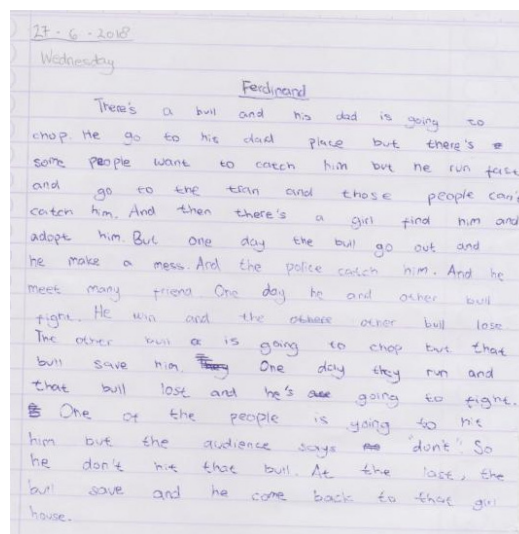 27 - 6 - 2018
Wednesday
Ferdinand
There's a bull and his dad is going to
chop. He go to his dad place but there's
some people want to catch him but he run fast
and go to the tran and those people can't
catch him. And then there's a girl find him and
adopt him. But one day the bull go out and
he make a mess. And the police catch him. And he
meet many friend. One day he and other bull
fight. He win and the other bull lose.
The other bull is going to chop but that
bull save him. One day they run and
that bull lost and he's going to fight.
One of the people is going to hit
him but the audience says "don't". So
he don't hit that bull. At the last, the
bull save and he come back to that girl
house.